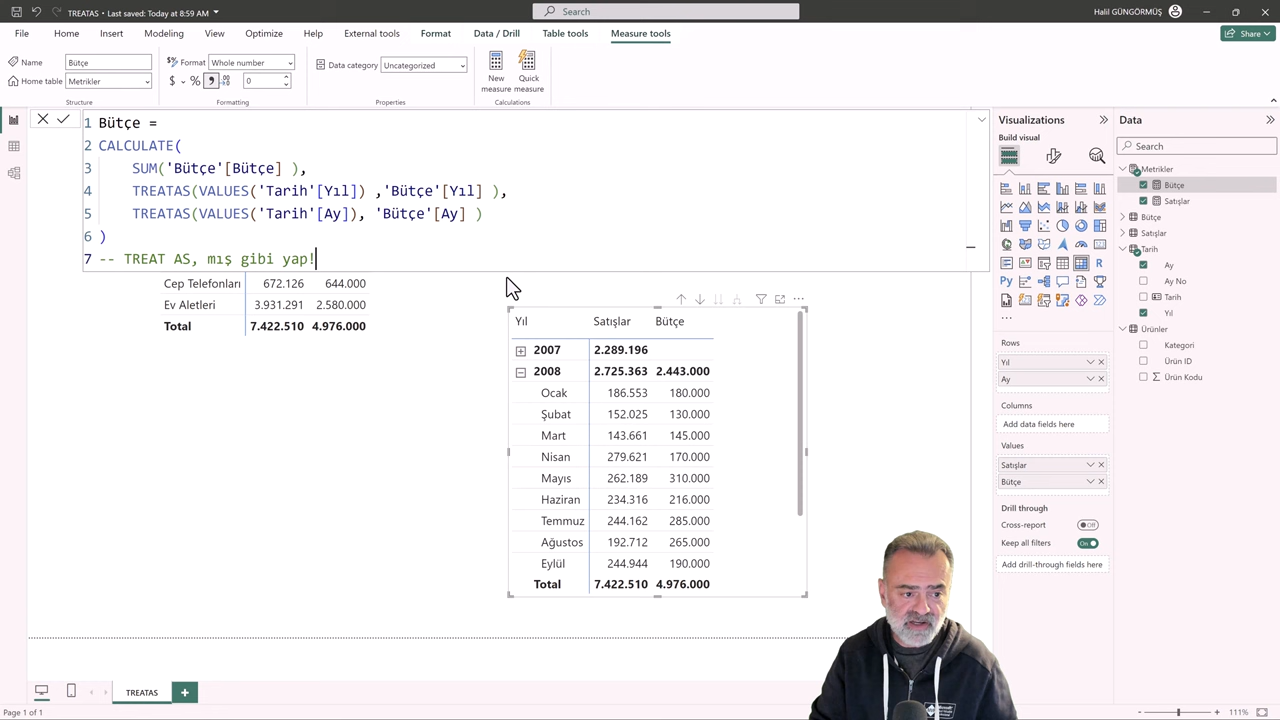 TREATAS • Last saved: Today at 8:59 AM
Search
Halil GÜNGÖRMÜŞ
File Home Insert Modeling View Optimize Help External tools Format Data / Drill Table tools Measure tools
Share
Name Bütçe
Format Whole number
Data category Uncategorized
New measure
Quick measure
Home table Metrikler
$ % 0
Structure Formatting Properties Calculations
1 Bütçe =
2 CALCULATE(
3 SUM('Bütçe'[Bütçe] ),
4 TREATAS(VALUES('Tarih'[Yıl]) ,'Bütçe'[Yıl] ),
5 TREATAS(VALUES('Tarih'[Ay]), 'Bütçe'[Ay] )
6 )
7 -- TREAT AS, mış gibi yap!
Cep Telefonları 672.126 644.000
Ev Aletleri 3.931.291 2.580.000
Total 7.422.510 4.976.000
Yıl Satışlar Bütçe
2007 2.289.196
2008 2.725.363 2.443.000
Ocak 186.553 180.000
Şubat 152.025 130.000
Mart 143.661 145.000
Nisan 279.621 170.000
Mayıs 262.189 310.000
Haziran 234.316 216.000
Temmuz 244.162 285.000
Ağustos 192.712 265.000
Eylül 244.944 190.000
Total 7.422.510 4.976.000
Visualizations
Build visual
Rows
Yıl
Ay
Columns
Add data fields here
Values
Satışlar
Bütçe
Drill through
Cross-report Off
Keep all filters On
Add drill-through fields here
Data
Search
Metrikler
Bütçe
Satışlar
Bütçe
Satışlar
Tarih
Ay
Ay No
Tarih
Yıl
Ürünler
Kategori
Ürün ID
Ürün Kodu
TREATAS
Page 1 of 1
111%